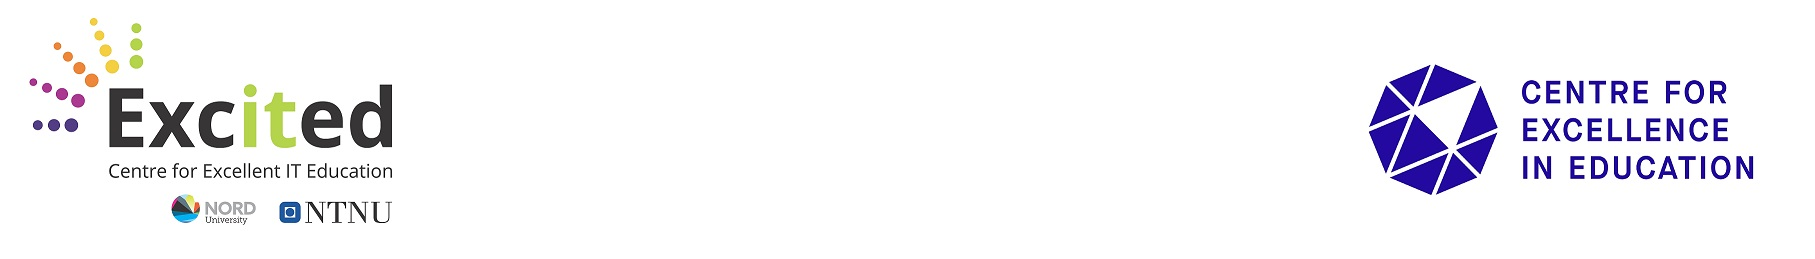 Excited
Centre for Excellent IT Education
NORD
University
NTNU
CENTRE FOR
EXCELLENCE
IN EDUCATION